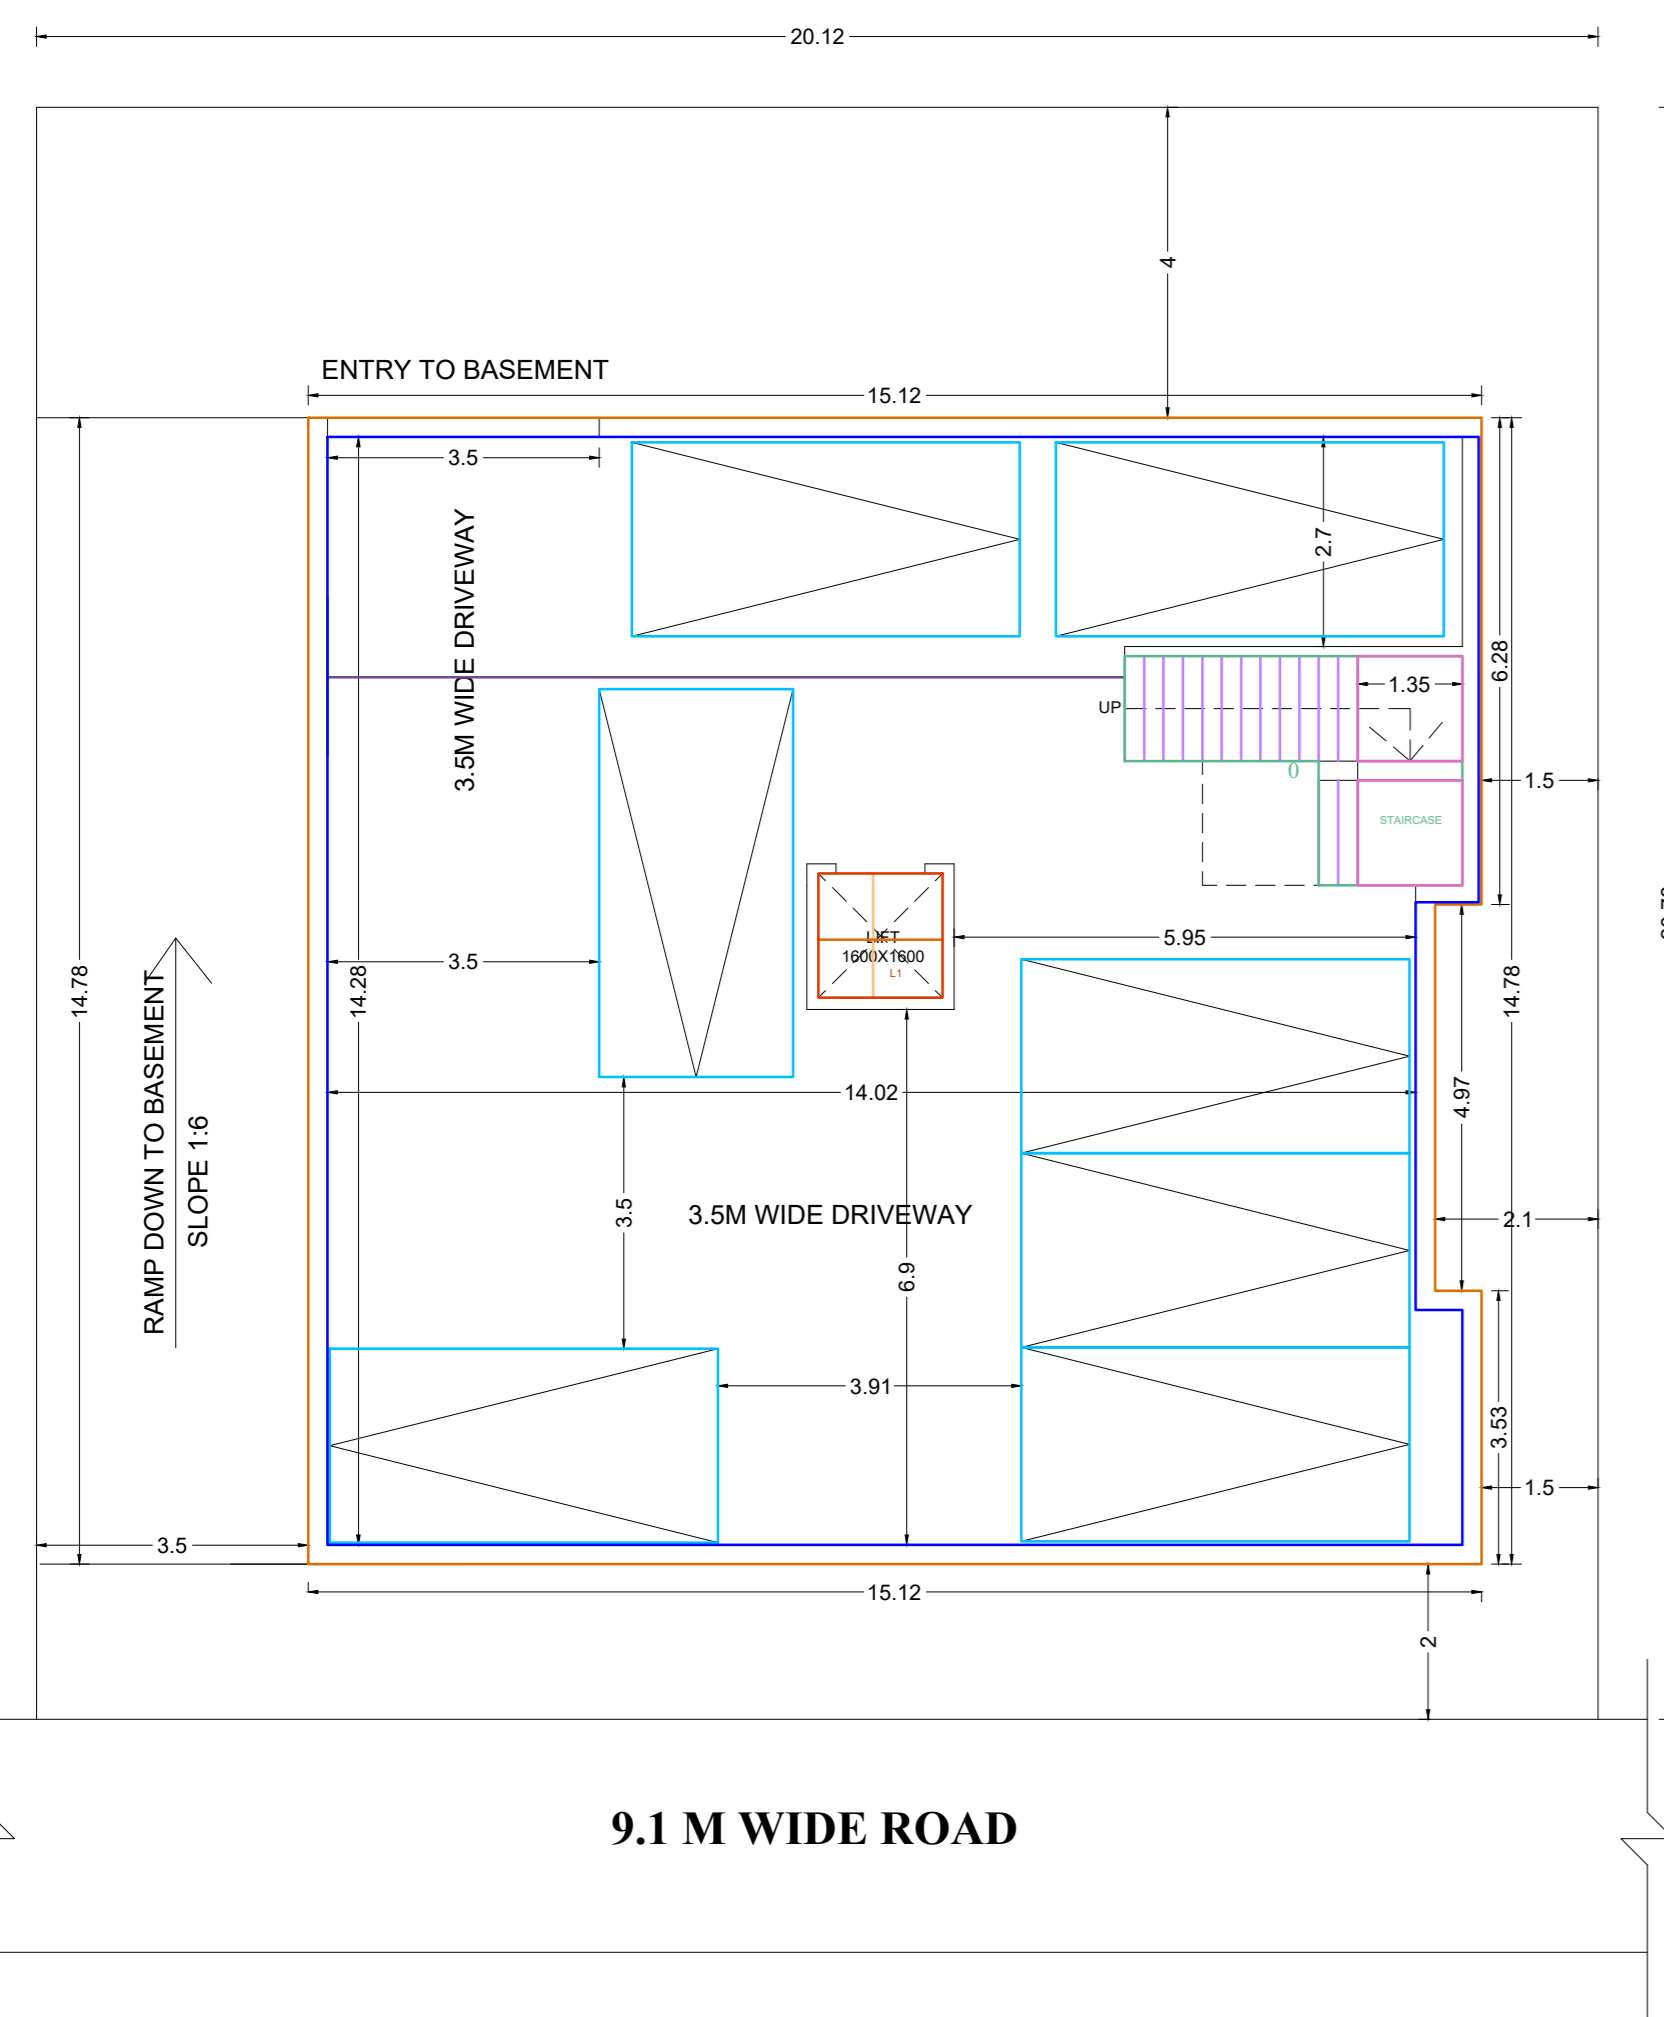 20.12
4
ENTRY TO BASEMENT
15.12
3.5
2.7
3.5M WIDE DRIVEWAY
6.28
1.35
UP
0
1.5
STAIRCASE
LIFT
1600X1600
L1
5.95
3.5
14.78
14.28
14.78
RAMP DOWN TO BASEMENT
SLOPE 1:6
14.02
4.97
3.5
3.5M WIDE DRIVEWAY
2.1
6.9
3.91
3.53
1.5
3.5
15.12
2
9.1 M WIDE ROAD